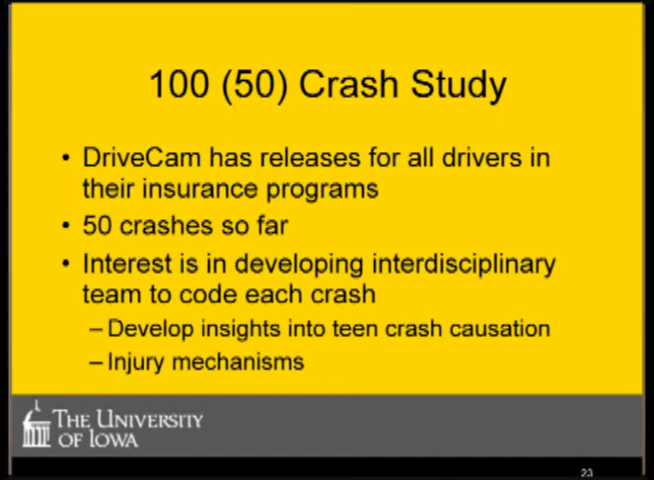 100 (50) Crash Study
• DriveCam has releases for all drivers in
their insurance programs
• 50 crashes so far
• Interest is in developing interdisciplinary
team to code each crash
– Develop insights into teen crash causation
– Injury mechanisms
THE UNIVERSITY
OF IOWA
23